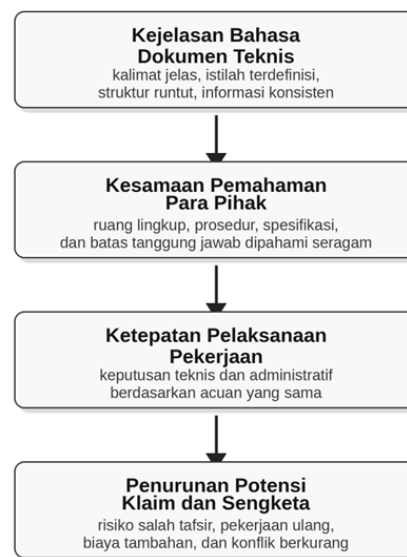 Kejelasan Bahasa
Dokumen Teknis
kalimat jelas, istilah terdefinisi,
struktur runtut, informasi konsisten
Kesamaan Pemahaman
Para Pihak
ruang lingkup, prosedur, spesifikasi,
dan batas tanggung jawab dipahami seragam
Ketepatan Pelaksanaan
Pekerjaan
keputusan teknis dan administratif
berdasarkan acuan yang sama
Penurunan Potensi
Klaim dan Sengketa
risiko salah tafsir, pekerjaan ulang,
biaya tambahan, dan konflik berkurang